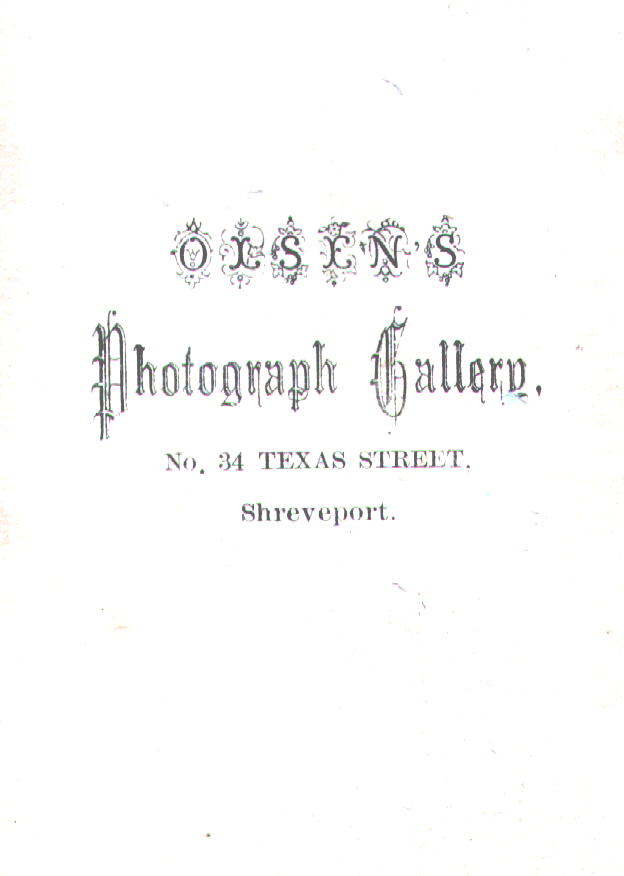 OLSEN'S
Photograph Gallery.
No. 34 TEXAS STREET.
Shreveport.